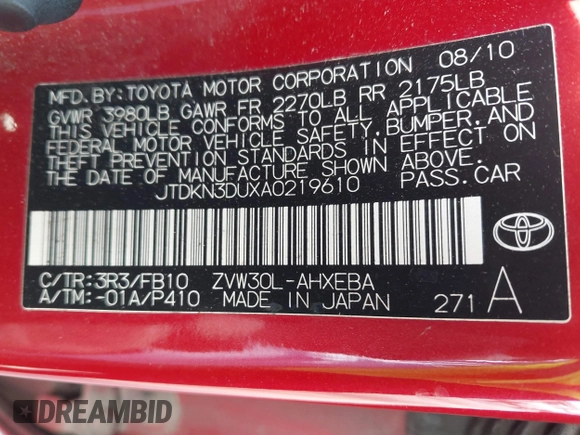 MFD.BY:TOYOTA MOTOR CORPORATION 08/10
GVWR 3980LB GAWR FR 2270LB RR 2175LB
THIS VEHICLE CONFORMS TO ALL APPLICABLE
FEDERAL MOTOR VEHICLE SAFETY,BUMPER,AND
THEFT PREVENTION STANDARDS IN EFFECT ON
THE DATE OF MANUFACTURE SHOWN ABOVE.
JTDKN3DUXA0219610 PASS.CAR
C/TR:3R3/FB10 ZVW30L-AHXEBA
A/TM:-01A/P410 MADE IN JAPAN 271 A
DREAMBID